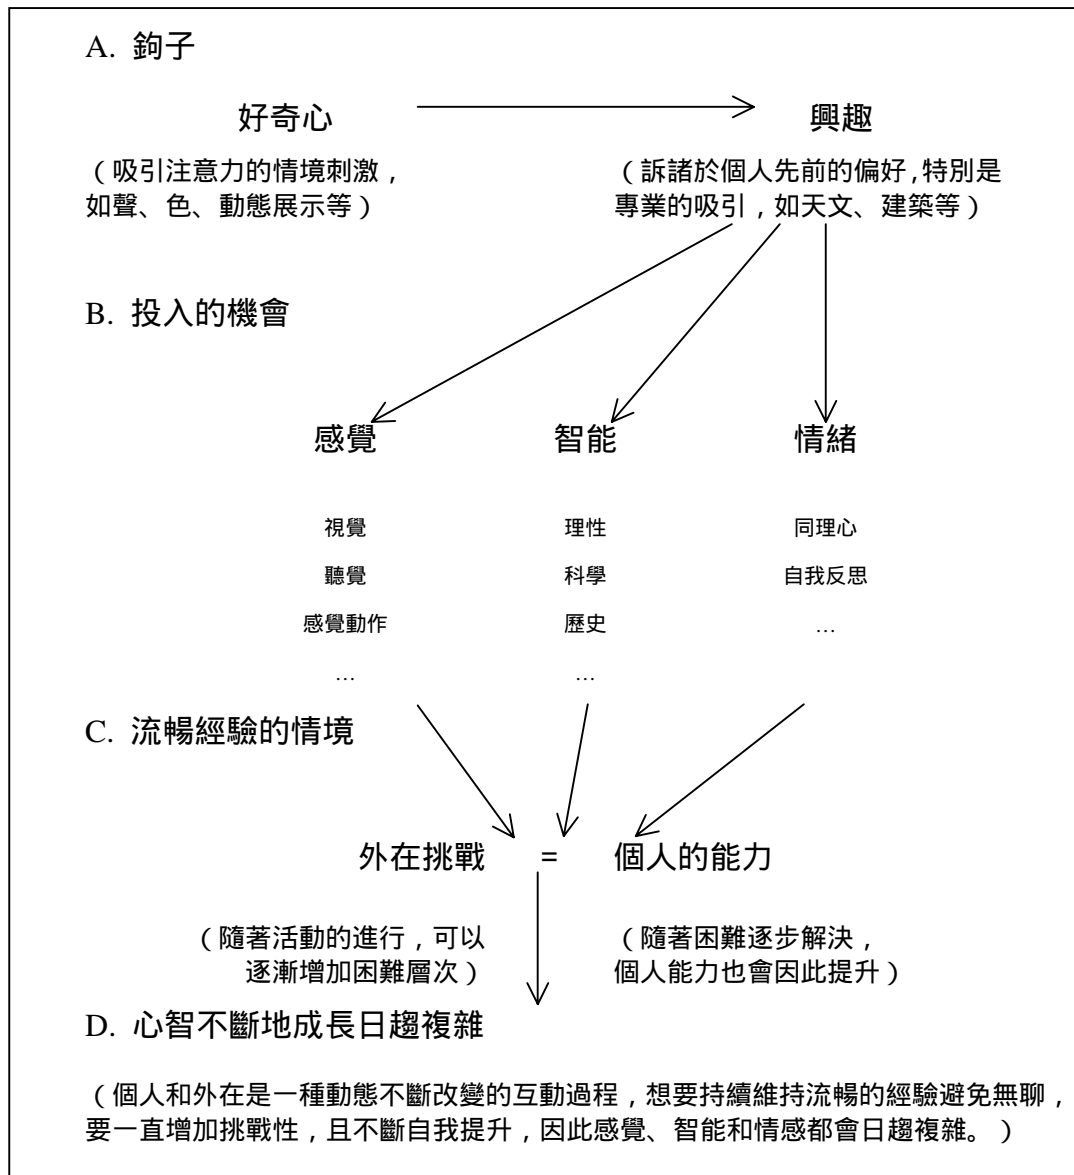 A. 鉤子
好奇心 興趣
（吸引注意力的情境刺激，
如聲、色、動態展示等）
（訴諸於個人先前的偏好,特別是
專業的吸引，如天文、建築等）
B. 投入的機會
感覺 智能 情緒
視覺 理性 同理心
聽覺 科學 自我反思
感覺動作 歷史 …
… …
C. 流暢經驗的情境
外在挑戰 = 個人的能力
（隨著活動的進行，可以
逐漸增加困難層次）
（隨著困難逐步解決，
個人能力也會因此提升）
D. 心智不斷地成長日趨複雜
（個人和外在是一種動態不斷改變的互動過程，想要持續維持流暢的經驗避免無聊，
要一直增加挑戰性，且不斷自我提升，因此感覺、智能和情感都會日趨複雜。）